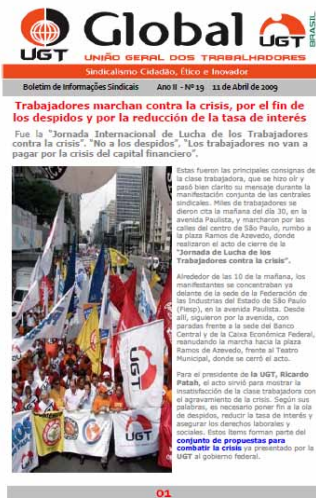 UGT
Global
UGT
BRASIL
UNIÃO GERAL DOS TRABALHADORES
Sindicalismo Cidadão, Ético e Inovador
Boletim de Informações Sindicais Ano II - Nº 19 11 de Abril de 2009
Trabajadores marchan contra la crisis, por el fin de
los despidos y por la reducción de la tasa de interés
Fue la "Jornada Internacional de Lucha de los Trabajadores
contra la crisis". "No a los despidos". "Los trabajadores no van a
pagar por la crisis del capital financiero".
Estas fueron las principales consignas de
la clase trabajadora, que se hizo oír y
pasó bien clarito su mensaje durante la
manifestación conjunta de las centrales
sindicales. Miles de trabajadores se
dieron cita la mañana del día 30, en la
avenida Paulista, y marcharon por las
calles del centro de São Paulo, rumbo a
la plaza Ramos de Azevedo, donde
realizaron el acto de cierre de la
"Jornada de Lucha de los
Trabajadores contra la crisis".
Alrededor de las 10 de la mañana, los
manifestantes se concentraban ya
delante de la sede de la Federación de
las Industrias del Estado de São Paulo
(Fiesp), en la avenida Paulista. Desde
allí, siguieron por la avenida, con
paradas frente a la sede del Banco
Central y de la Caixa Económica Federal,
reanudando la marcha hacia la plaza
Ramos de Azevedo, frente al Teatro
Municipal, donde se cerró el acto.
Para el presidente de la UGT, Ricardo
Patah, el acto sirvió para mostrar la
insatisfacción de la clase trabajadora con
el agravamiento de la crisis. Según sus
palabras, es necesario poner fin a la ola
de despidos, reducir la tasa de interés y
asegurar los derechos laborales y
sociales. Estos ítems forman parte del
conjunto de propuestas para
combatir la crisis ya presentado por la
UGT al gobierno federal.
UGT
UGT
01